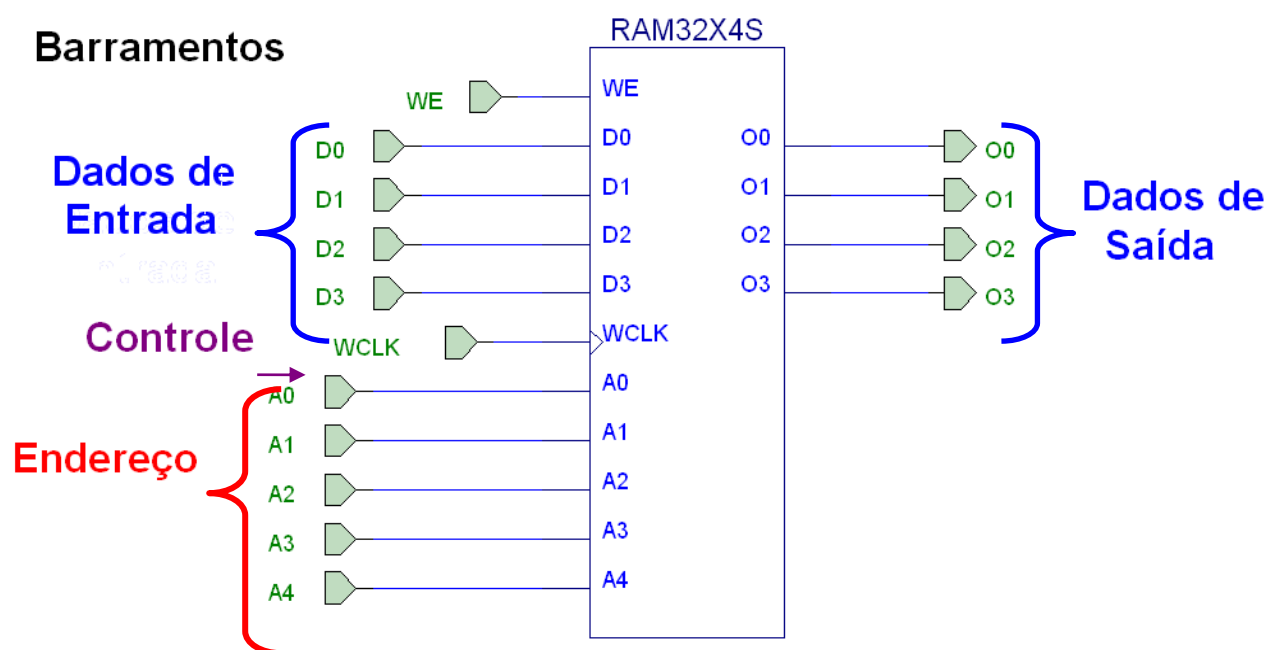 Barramentos
RAM32X4S
WE
WE
Dados de
Entrada
D0
D0
O0
O0
D1
D1
O1
O1
D2
D2
O2
O2
D3
D3
O3
O3
Dados de
Saída
Controle
WCLK
WCLK
Endereço
A0
A0
A1
A1
A2
A2
A3
A3
A4
A4